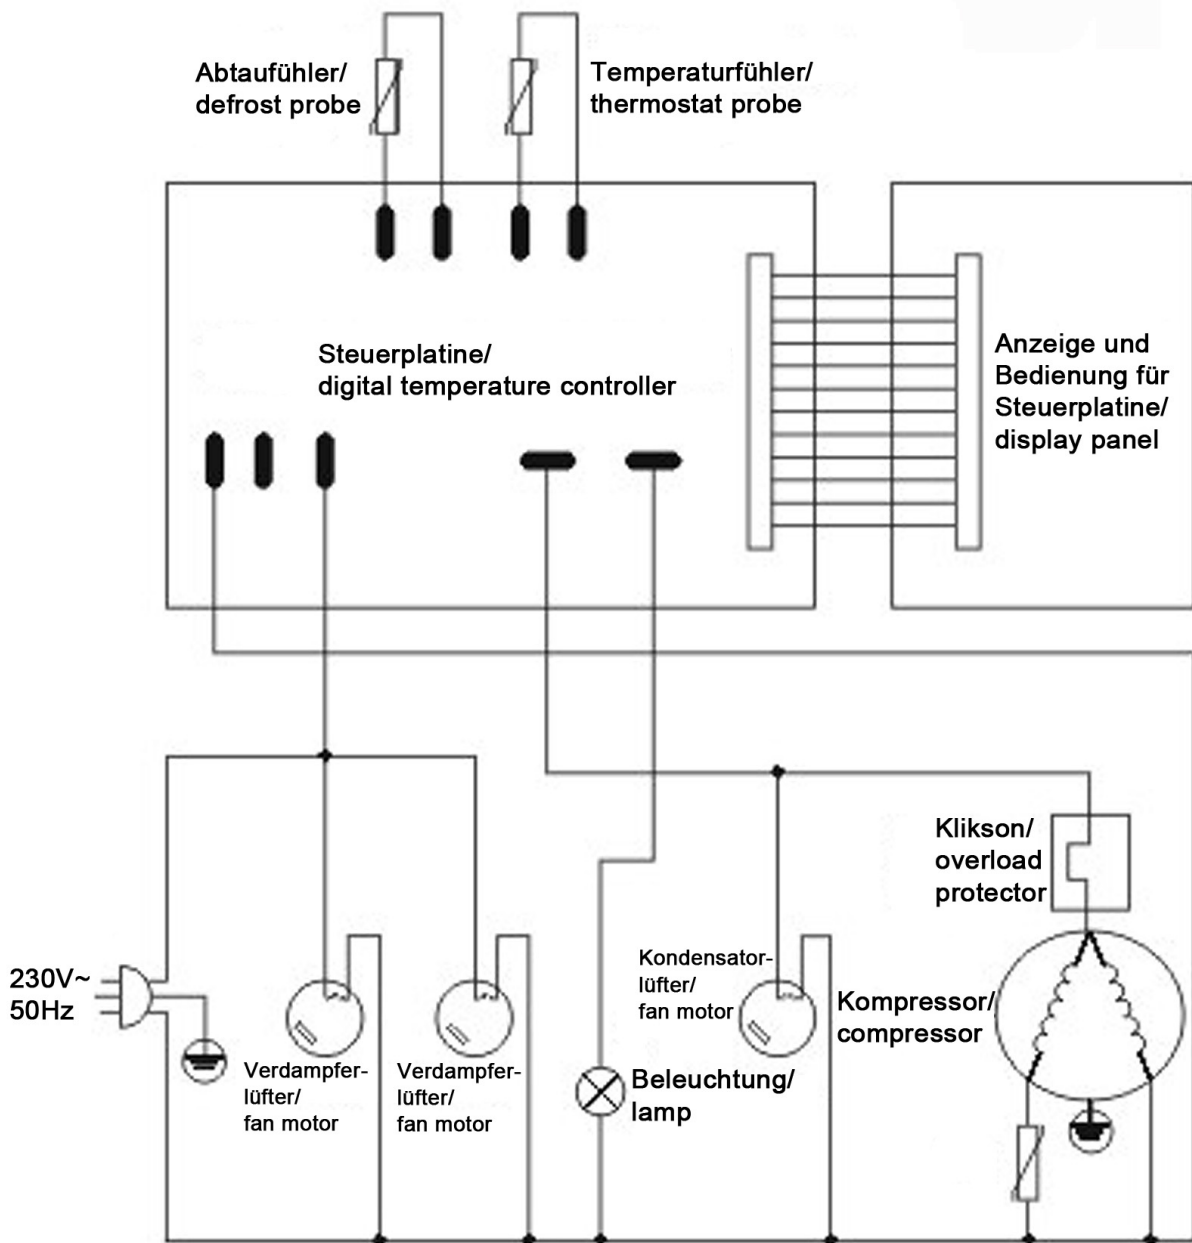 Abtaufühler/
defrost probe
Temperaturfühler/
thermostat probe
Steuerplatine/
digital temperature controller
Anzeige und
Bedienung für
Steuerplatine/
display panel
Klikson/
overload
protector
230V~
50Hz
Verdampfer-
lüfter/
fan motor
Verdampfer-
lüfter/
fan motor
Beleuchtung/
lamp
Kondensator-
lüfter/
fan motor
Kompressor/
compressor